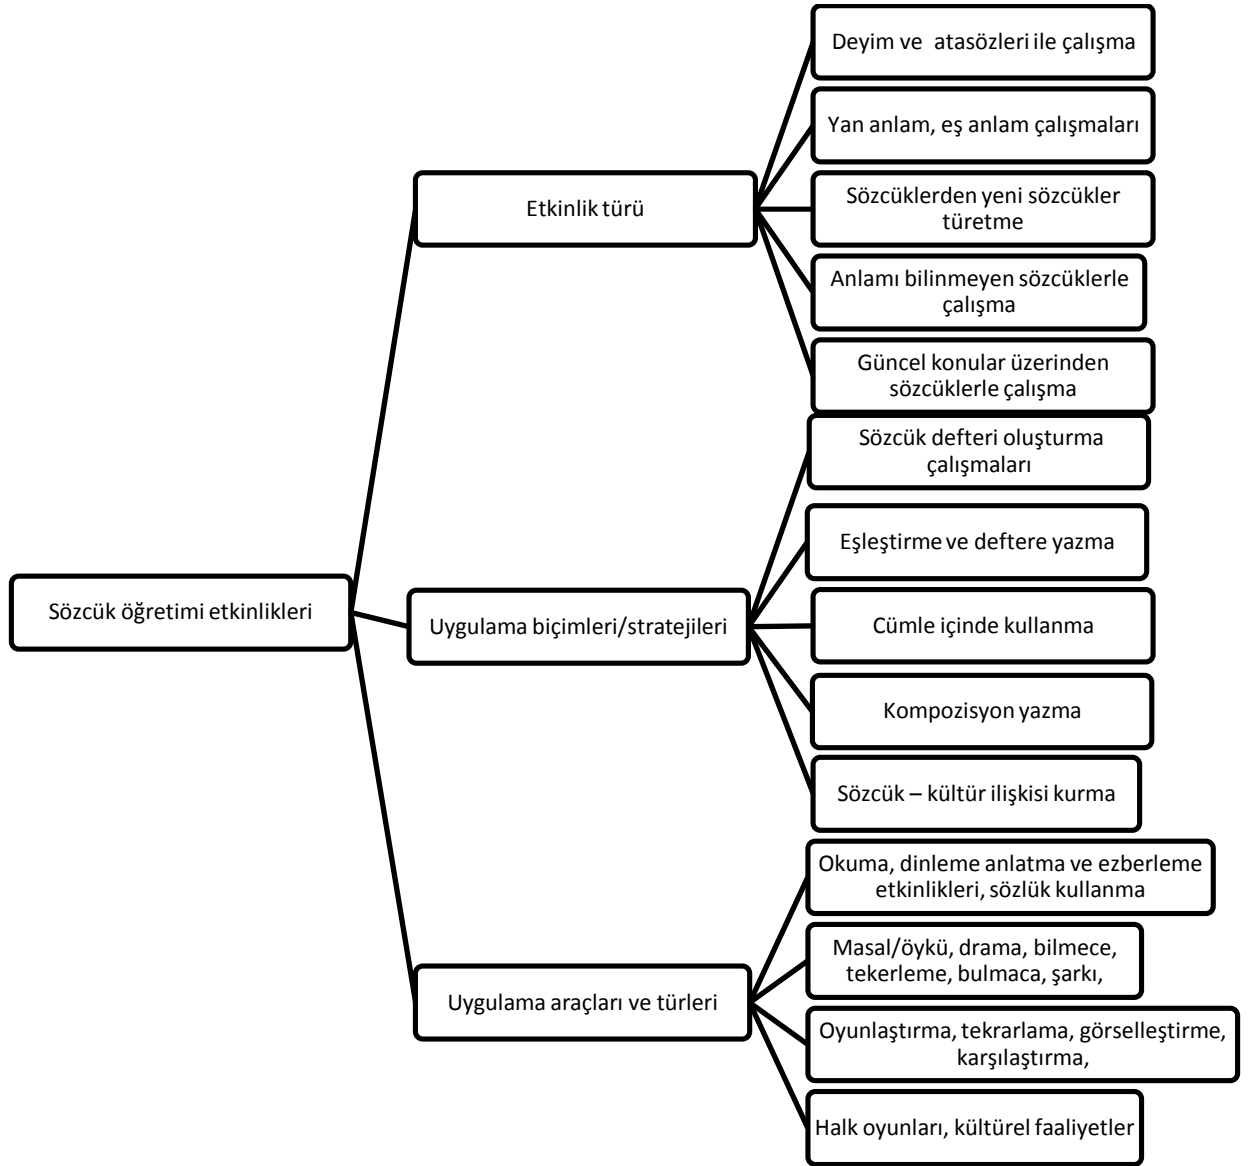 Sözcük öğretimi etkinlikleri
Etkinlik türü
Deyim ve atasözleri ile çalışma
Yan anlam, eş anlam çalışmaları
Sözcüklerden yeni sözcükler
türetme
Anlamı bilinmeyen sözcüklerle
çalışma
Güncel konular üzerinden
sözcüklerle çalışma
Uygulama biçimleri/stratejileri
Sözcük defteri oluşturma
çalışmaları
Eşleştirme ve deftere yazma
Cümle içinde kullanma
Kompozisyon yazma
Sözcük – kültür ilişkisi kurma
Uygulama araçları ve türleri
Okuma, dinleme anlatma ve ezberleme
etkinlikleri, sözlük kullanma
Masal/öykü, drama, bilmece,
tekerleme, bulmaca, şarkı,
Oyunlaştırma, tekrarlama, görselleştirme,
karşılaştırma,
Halk oyunları, kültürel faaliyetler